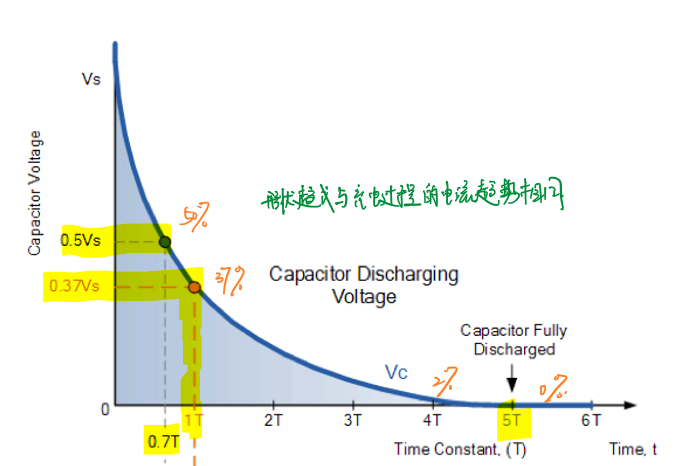 Vs
50%
形状趋式与充电过程的电流趋势相同
0.5Vs
37%
0.37Vs
Capacitor Discharging
Voltage
Capacitor Voltage
Capacitor Fully
Discharged
Vc
2%
0%
0
1T
2T
3T
4T
5T
6T
0.7T
Time Constant, (T)
Time, t